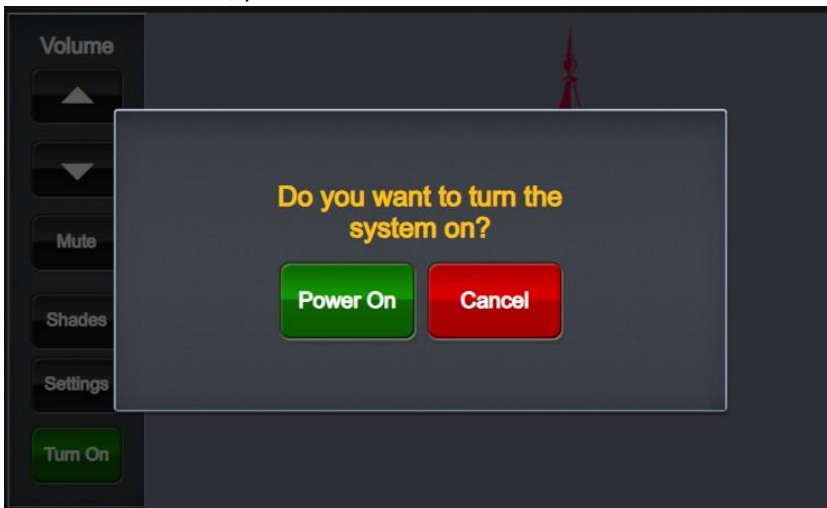 Volume
Do you want to turn the
system on?
Mute
Power On
Cancel
Shades
Settings
Turn On